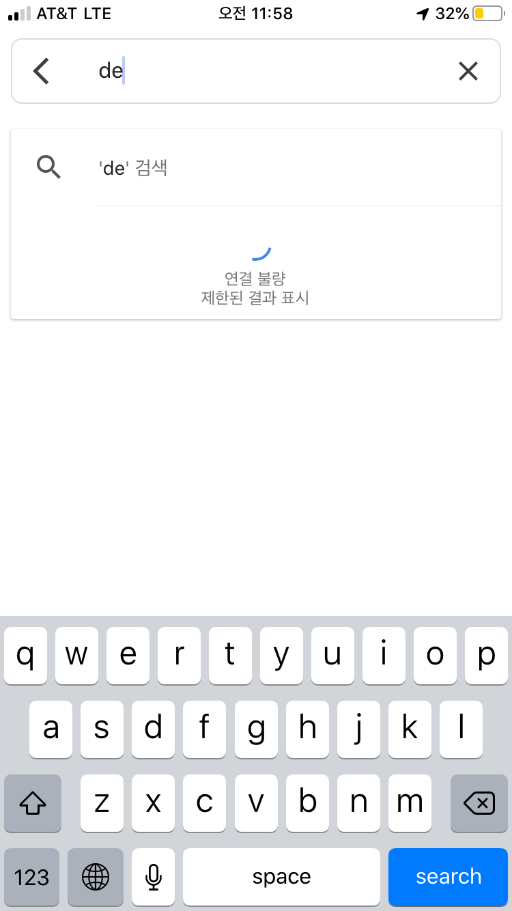 AT&T LTE 오전 11:58 32%
de
'de' 검색
연결 불량
제한된 결과 표시
q w e r t y u i o p
a s d f g h j k l
z x c v b n m
123 space search